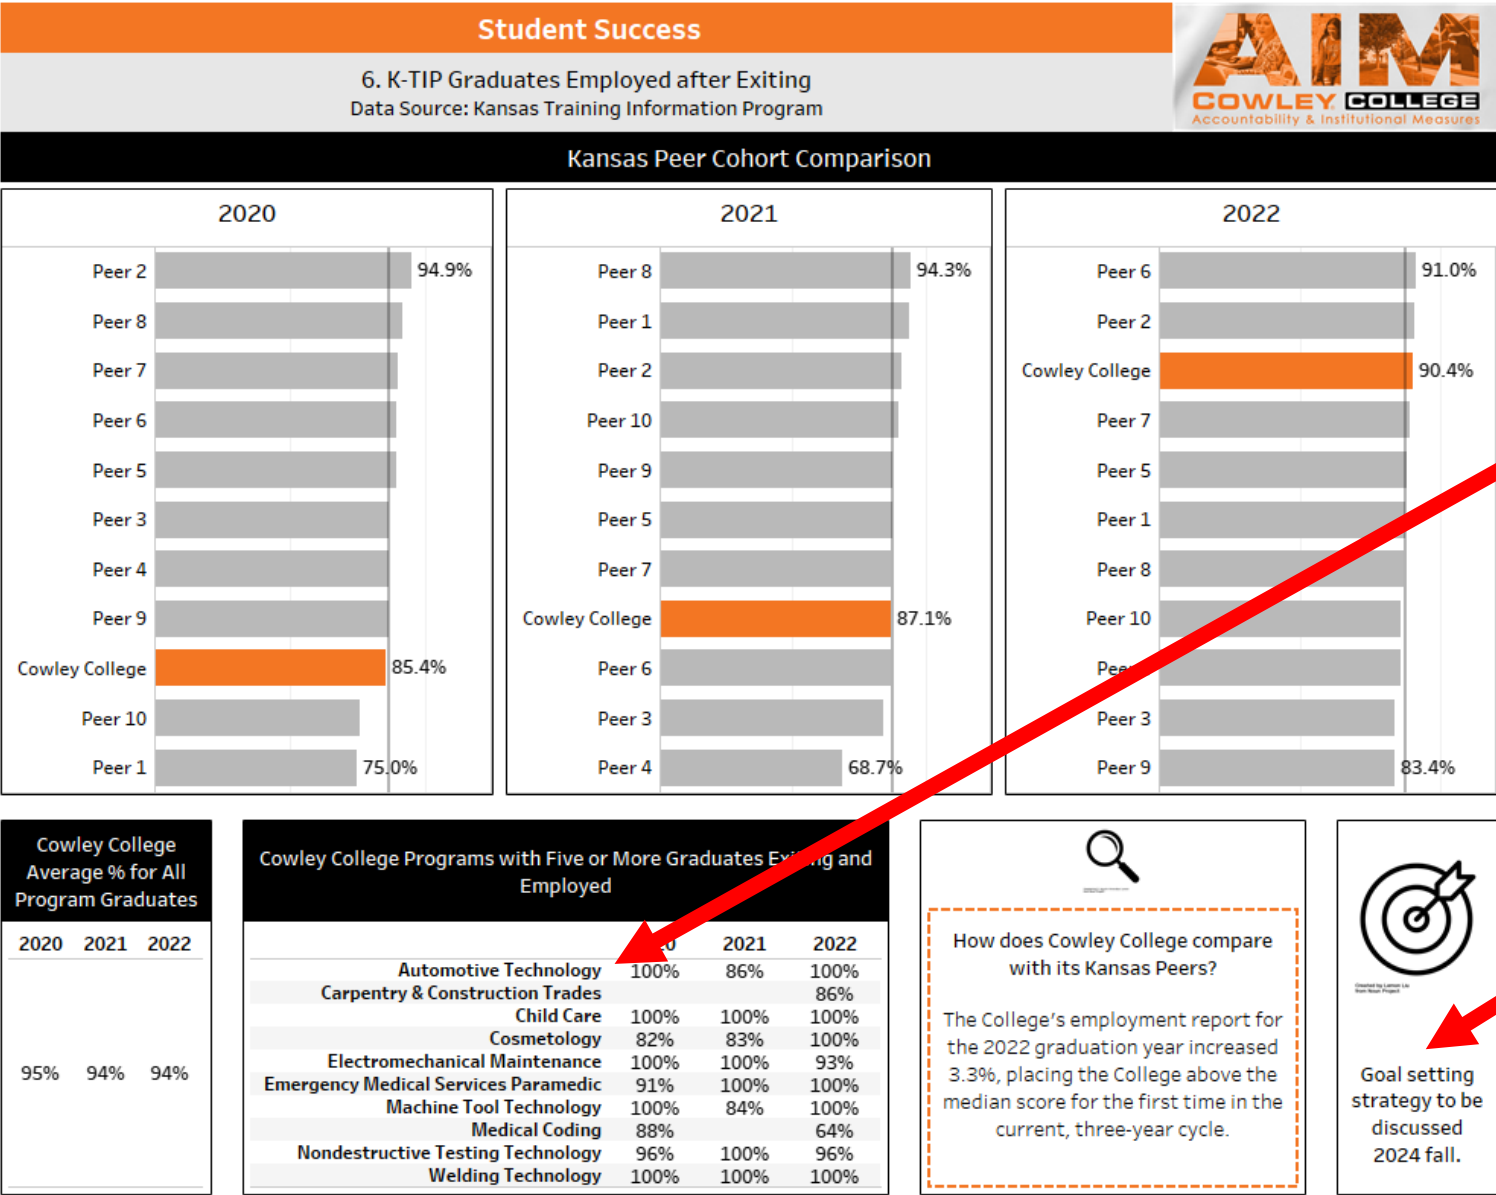 Student Success
6. K-TIP Graduates Employed after Exiting
Data Source: Kansas Training Information Program
AIM
COWLEY COLLEGE
Accountability & Institutional Measures
Kansas Peer Cohort Comparison
2020
Peer 2 94.9%
Peer 8
Peer 7
Peer 6
Peer 5
Peer 3
Peer 4
Peer 9
Cowley College 85.4%
Peer 10
Peer 1 75.0%
2021
Peer 8 94.3%
Peer 1
Peer 2
Peer 10
Peer 9
Peer 5
Peer 7
Cowley College 87.1%
Peer 6
Peer 3
Peer 4 68.7%
2022
Peer 6 91.0%
Peer 2
Cowley College 90.4%
Peer 7
Peer 5
Peer 1
Peer 8
Peer 10
Peer
Peer 3
Peer 9 83.4%
Cowley College
Average % for All
Program Graduates
2020 2021 2022
95% 94% 94%
Cowley College Programs with Five or More Graduates Exiting and
Employed
2021 2022
Automotive Technology 100% 86% 100%
Carpentry & Construction Trades 86%
Child Care 100% 100% 100%
Cosmetology 82% 83% 100%
Electromechanical Maintenance 100% 100% 93%
Emergency Medical Services Paramedic 91% 100% 100%
Machine Tool Technology 100% 84% 100%
Medical Coding 88% 64%
Nondestructive Testing Technology 96% 100% 96%
Welding Technology 100% 100% 100%
How does Cowley College compare
with its Kansas Peers?
The College's employment report for
the 2022 graduation year increased
3.3%, placing the College above the
median score for the first time in the
current, three-year cycle.
Created by Lemon Liu
from Noun Project
Goal setting
strategy to be
discussed
2024 fall.